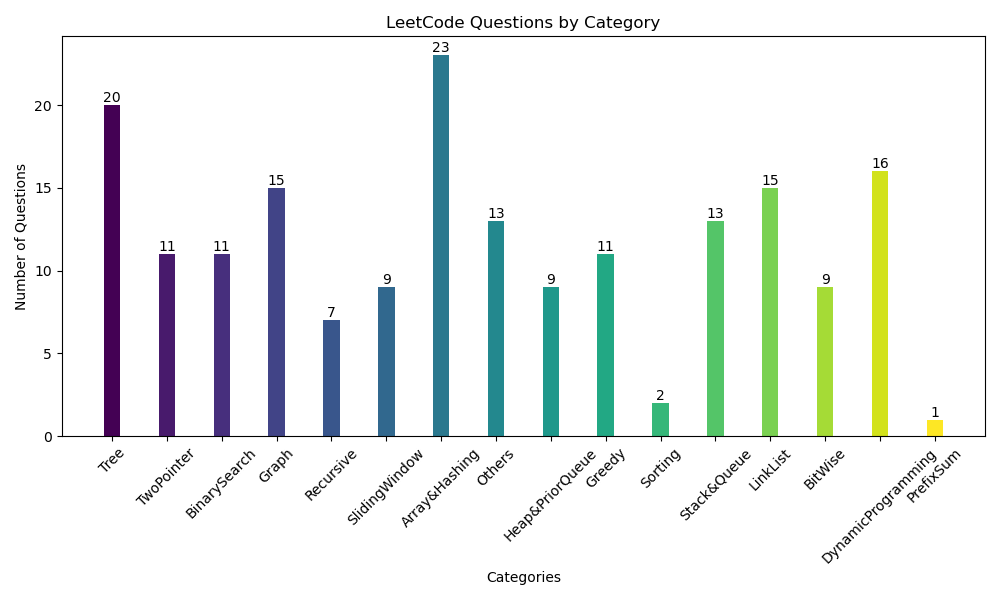 LeetCode Questions by Category
Number of Questions
20
15
10
5
0
20
11
11
15
7
9
23
13
9
11
2
13
15
9
16
1
Tree
TwoPointer
BinarySearch
Graph
Recursive
SlidingWindow
Array&Hashing
Others
Heap&PriorQueue
Greedy
Sorting
Stack&Queue
LinkList
BitWise
DynamicProgramming
PrefixSum
Categories